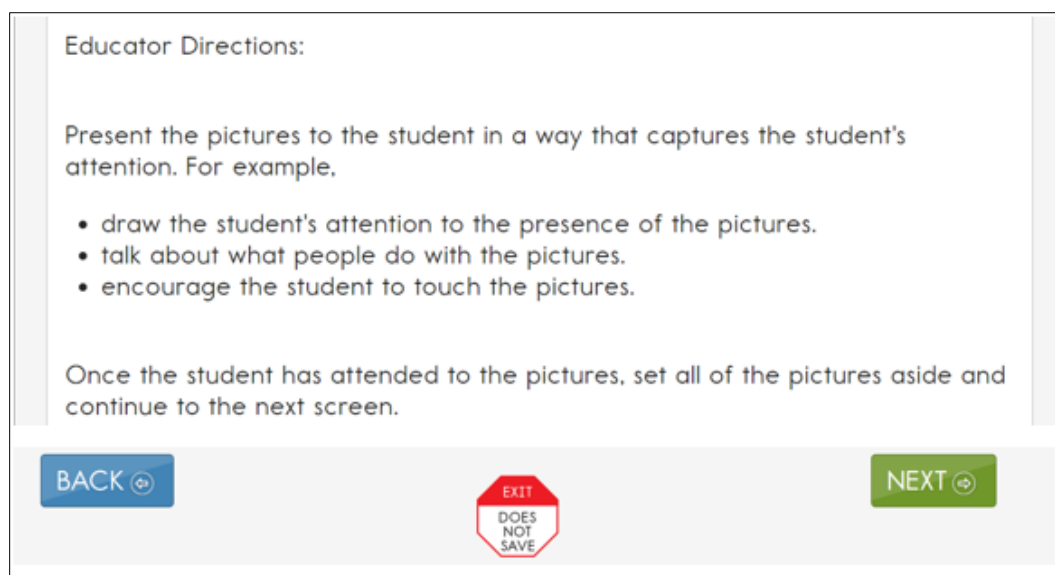 Educator Directions:
Present the pictures to the student in a way that captures the student's
attention. For example,
• draw the student's attention to the presence of the pictures.
• talk about what people do with the pictures.
• encourage the student to touch the pictures.
Once the student has attended to the pictures, set all of the pictures aside and
continue to the next screen.
BACK
NEXT
EXIT
DOES
NOT
SAVE